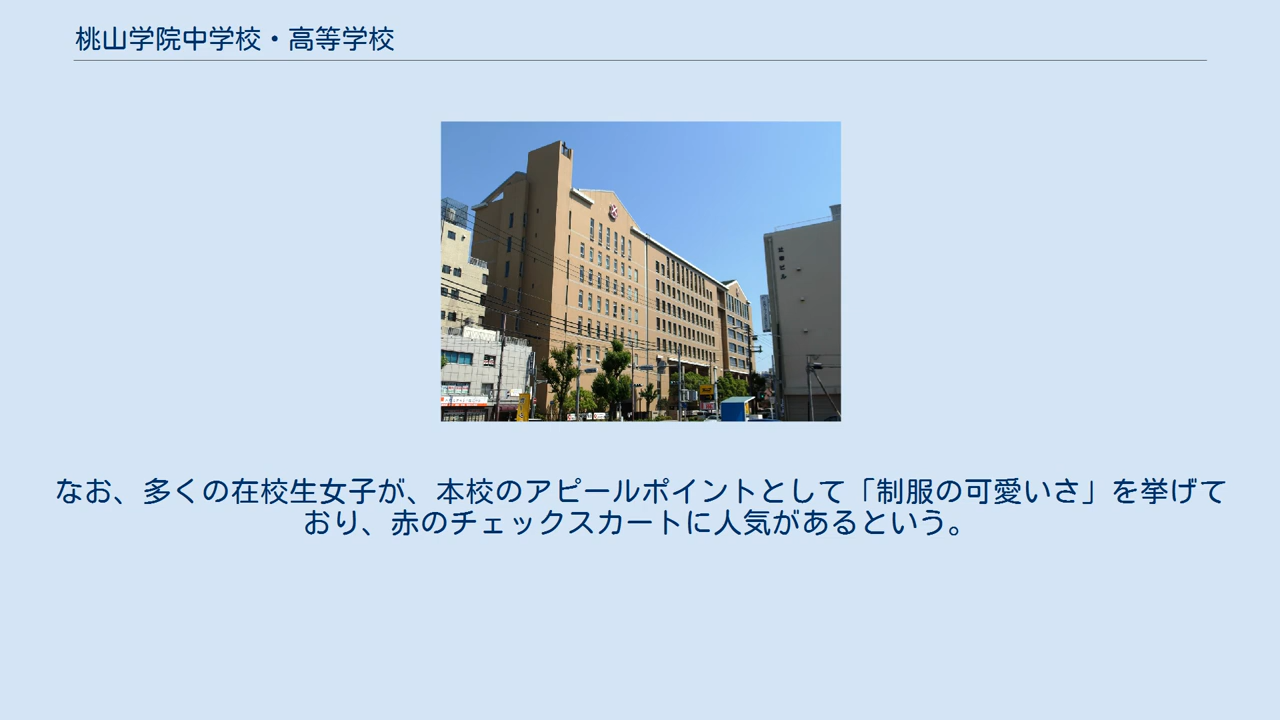 桃山学院中学校・高等学校
なお、多くの在校生女子が、本校のアピールポイントとして「制服の可愛いさ」を挙げて
おり、赤のチェックスカートに人気があるという。